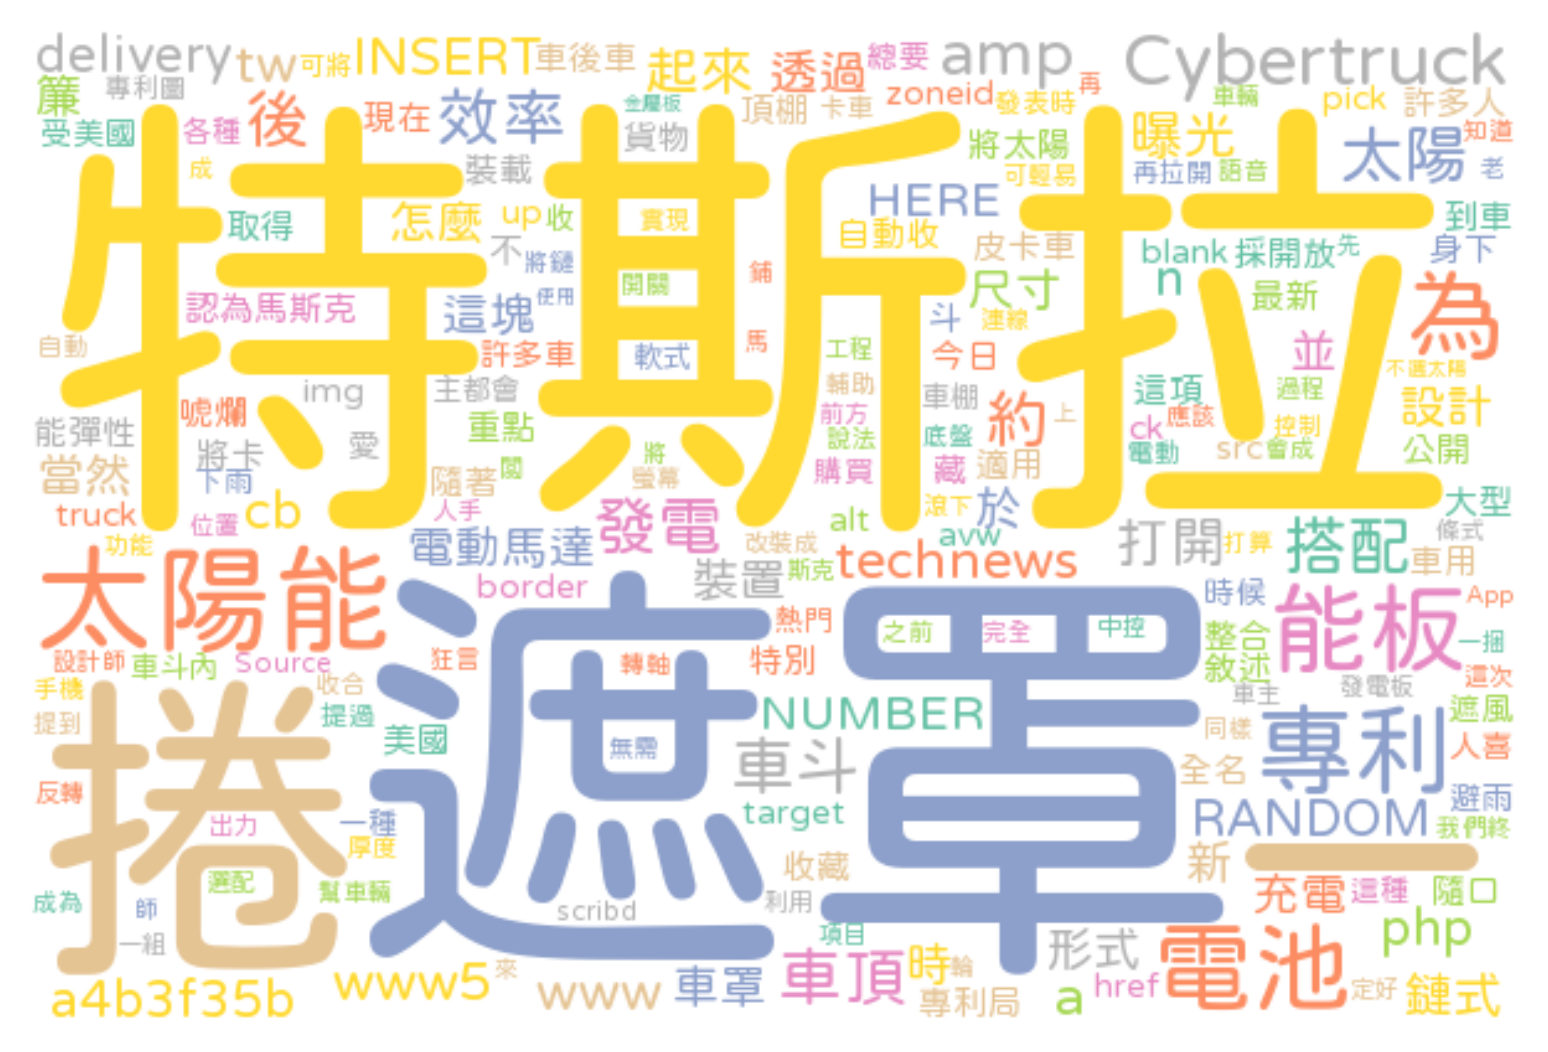 delivery tw 可將 INSERT 車後車 起來 透過 總要 amp Cybertruck
簾 專利圖 金屬板 zoneid 再 車輛 pick 許多人
受美國 各種 後 現在 效率 貨物 頂棚 卡車 發表時 曝光 太陽 知道
成 裝載 將太陽 可輕易 再拉開 語音 老
特斯拉
取得 怎麼 up 收 實現 自動收 HERE 皮卡車 blank 採開放 先 到車
不 將鏈 開關 鋪 尺寸 n 最新 身下 為
認為馬斯克 這塊 使用 斗 連線
自動 許多車 軟式 馬 工程 今日 並 不過太陽
img 主都會 輔助 車棚 這項 過程 設計
能彈性 唬爛 愛 重點 前方 說法 底盤 約 上 ck 應該 控制
將卡 將 電動 src 會成 公開
當然 下雨 隨著 閣 螢幕 購買 藏 適用
truck 位置 cb 人手 發電 alt 滾下 於 大型
功能 電動馬達 改裝成 avw 打開 打算 搭配 條式
太陽能 border 裝置 斯克 technews 車用
遮罩 熱門 之前 完全 中控 時候 能板 App
設計師 車斗內 Source 狂言 轉軸 特別 整合 一捆
手機 收合 敘述 車主 發電板 這次
提到 提過 美國 無需 NUMBER 同樣 專利 遮風
捲 車斗 全名 人喜
反轉 出力 一種 target RANDOM 避雨
厚度 我們終
選配 幫車輛 收藏 新 一
成為 師 scribd 利用 充電 這種 隨口
一組 項目 形式 電池 php
a4b3f35b www5 來 www 車罩 車頂 時 輪 專利局 a href 定好 鏈式